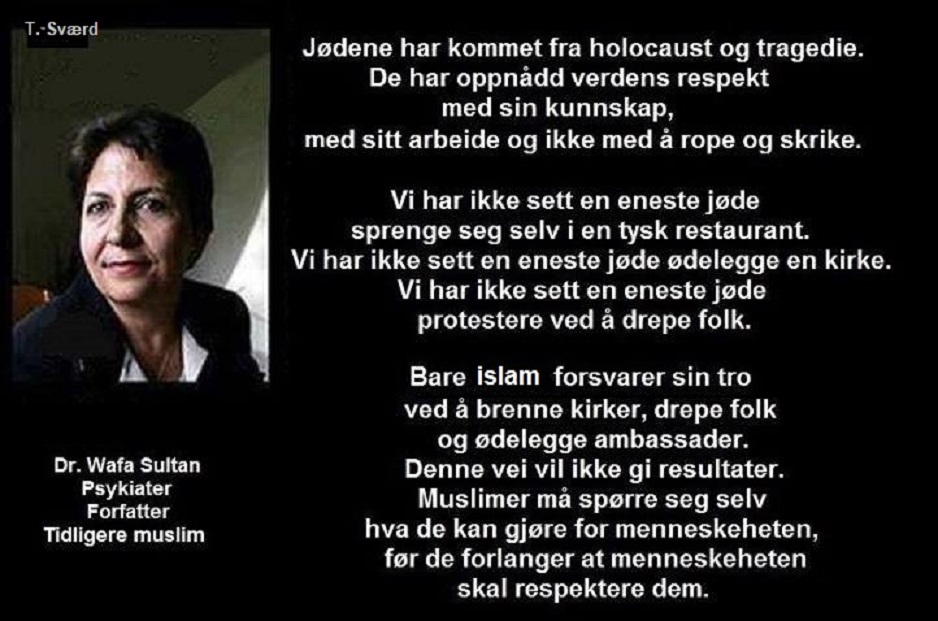 T.-Sværd
Jødene har kommet fra holocaust og tragedie.
De har oppnådd verdens respekt
med sin kunnskap,
med sitt arbeide og ikke med å rope og skrike.
Vi har ikke sett en eneste jøde
sprenge seg selv i en tysk restaurant.
Vi har ikke sett en eneste jøde ødelegge en kirke.
Vi har ikke sett en eneste jøde
protestere ved å drepe folk.
Bare islam forsvarer sin tro
ved å brenne kirker, drepe folk
og ødelegge ambassader.
Denne vei vil ikke gi resultater.
Muslimer må spørre seg selv
hva de kan gjøre for menneskeheten,
før de forlanger at menneskeheten
skal respektere dem.
Dr. Wafa Sultan
Psykiater
Forfatter
Tidligere muslim